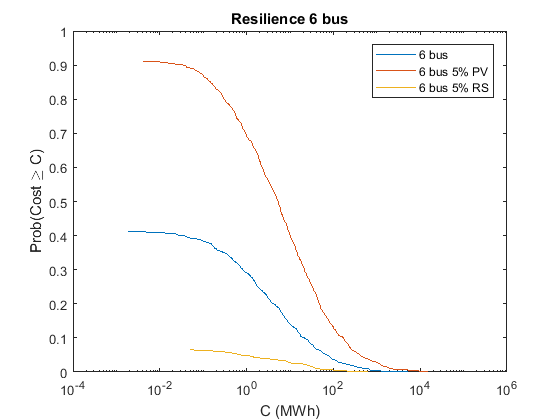 Resilience 6 bus
6 bus
6 bus 5% PV
6 bus 5% RS
Prob(Cost ≥ C)
1
0.9
0.8
0.7
0.6
0.5
0.4
0.3
0.2
0.1
0
10^-4
10^-2
10^0
10^2
10^4
10^6
C (MWh)